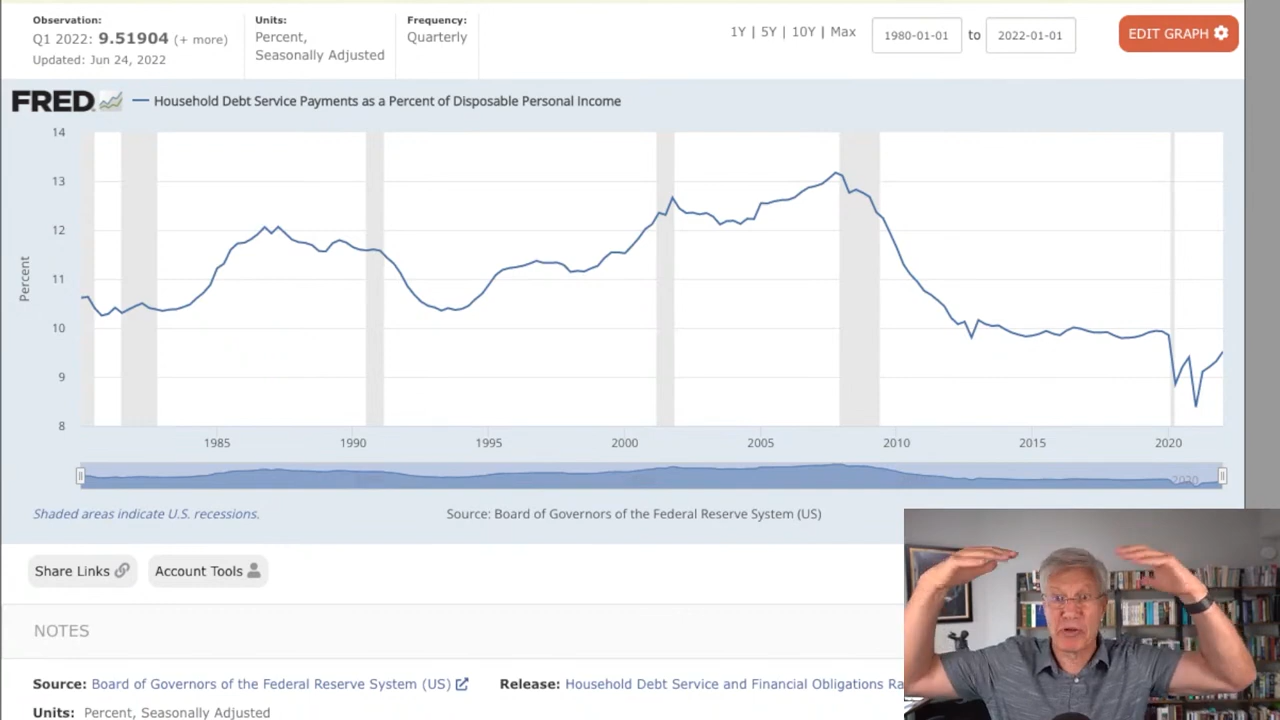 Observation:
Q1 2022: 9.51904 (+ more)
Updated: Jun 24, 2022
Units:
Percent,
Seasonally Adjusted
Frequency:
Quarterly
1Y | 5Y | 10Y | Max
1980-01-01 to 2022-01-01
EDIT GRAPH
FRED
Household Debt Service Payments as a Percent of Disposable Personal Income
Percent
14
13
12
11
10
9
8
1985 1990 1995 2000 2005 2010 2015 2020
2020
Shaded areas indicate U.S. recessions.
Source: Board of Governors of the Federal Reserve System (US)
Share Links
Account Tools
NOTES
Source: Board of Governors of the Federal Reserve System (US)
Release: Household Debt Service and Financial Obligations Ra
Units: Percent, Seasonally Adjusted